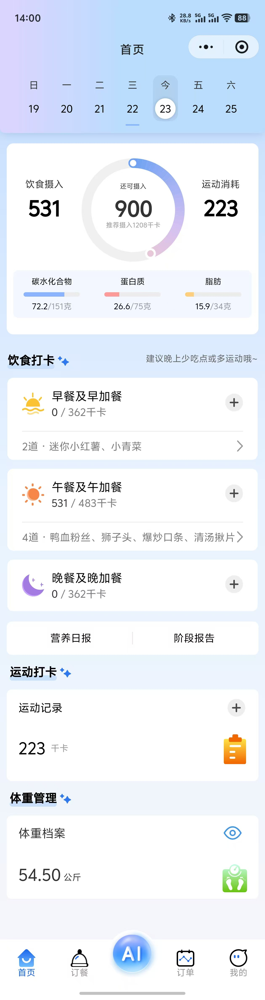 14:00 28.8 KB/s 5G 5G 88
首页
日 一 二 三 今 五 六
19 20 21 22 23 24 25
饮食摄入
531
还可摄入
900
推荐摄入1208千卡
运动消耗
223
碳水化合物 蛋白质 脂肪
72.2/151克 26.6/75克 15.9/34克
饮食打卡 建议晚上少吃点或多运动哦~
早餐及早加餐
0 / 362千卡
2道 · 迷你小红薯、小青菜
午餐及午加餐
531 / 483千卡
4道 · 鸭血粉丝、狮子头、爆炒口条、清汤揪片
晚餐及晚加餐
0 / 362千卡
营养日报 阶段报告
运动打卡
运动记录
223 千卡
体重管理
体重档案
54.50 公斤
AI
首页 订餐 订单 我的